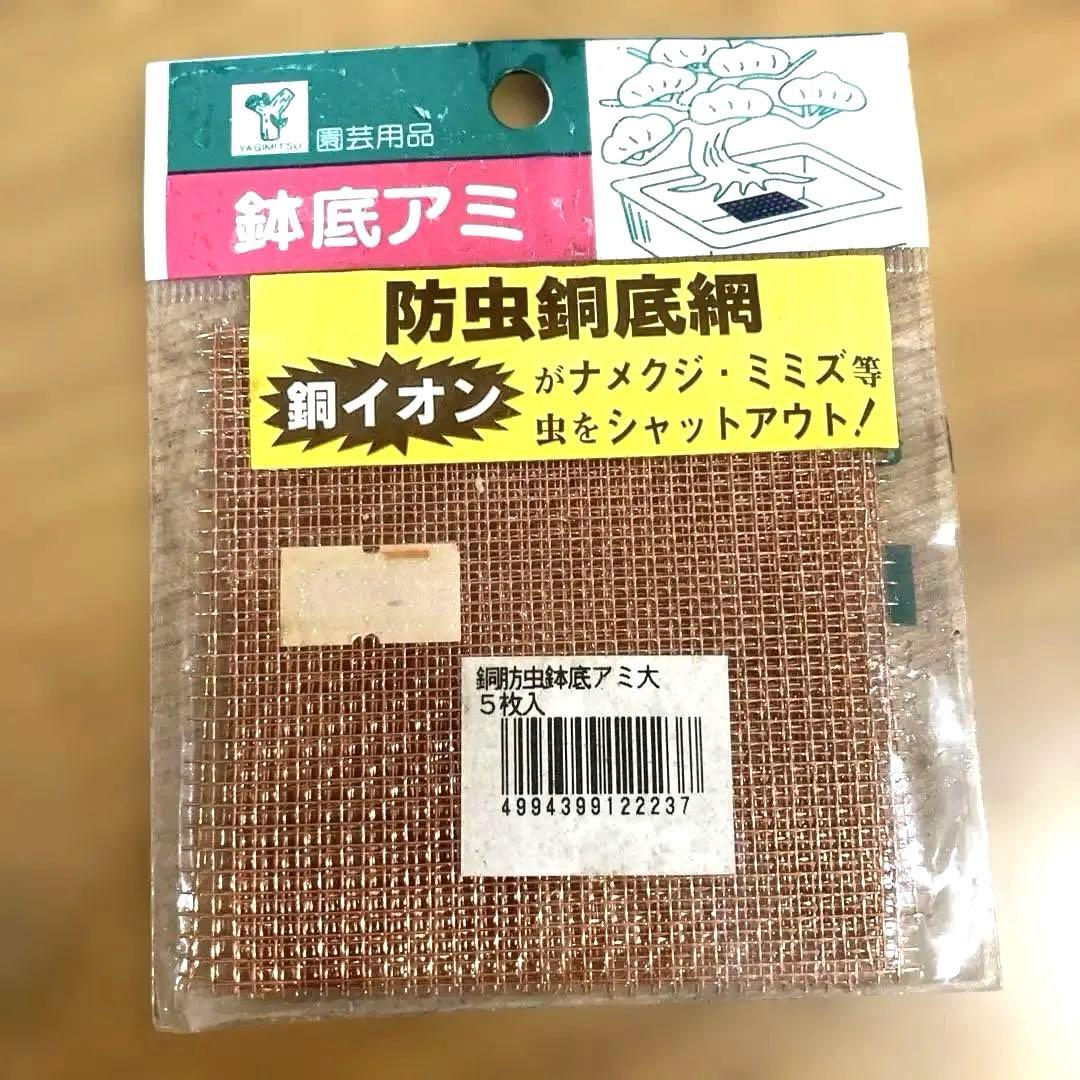 YAGIMITSU
園芸用品
鉢底アミ
防虫銅底網
銅イオン
がナメクジ・ミミズ等
虫をシャットアウト!
銅防虫鉢底アミ大
5枚入
4994399122237